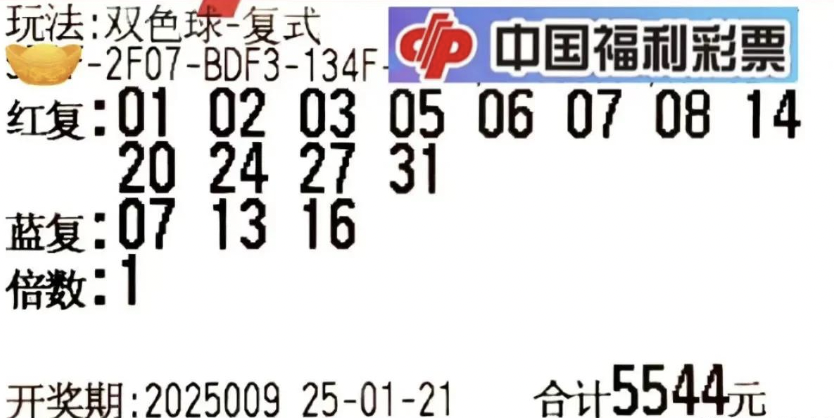 玩法:双色球-复式
中国福利彩票
-2F07-BDF3-134F-
红复:01 02 03 05 06 07 08 14
20 24 27 31
蓝复:07 13 16
倍数:1
开奖期:2025009 25-01-21 合计5544元